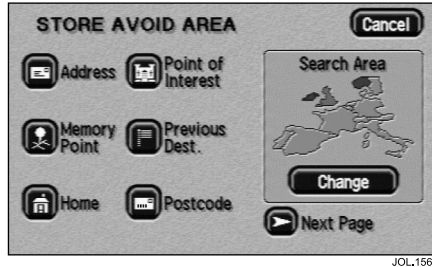 STORE AVOID AREA
Cancel
Address
Point of
Interest
Search Area
Memory
Point
Previous
Dest.
Change
Home
Postcode
Next Page
JOL.156